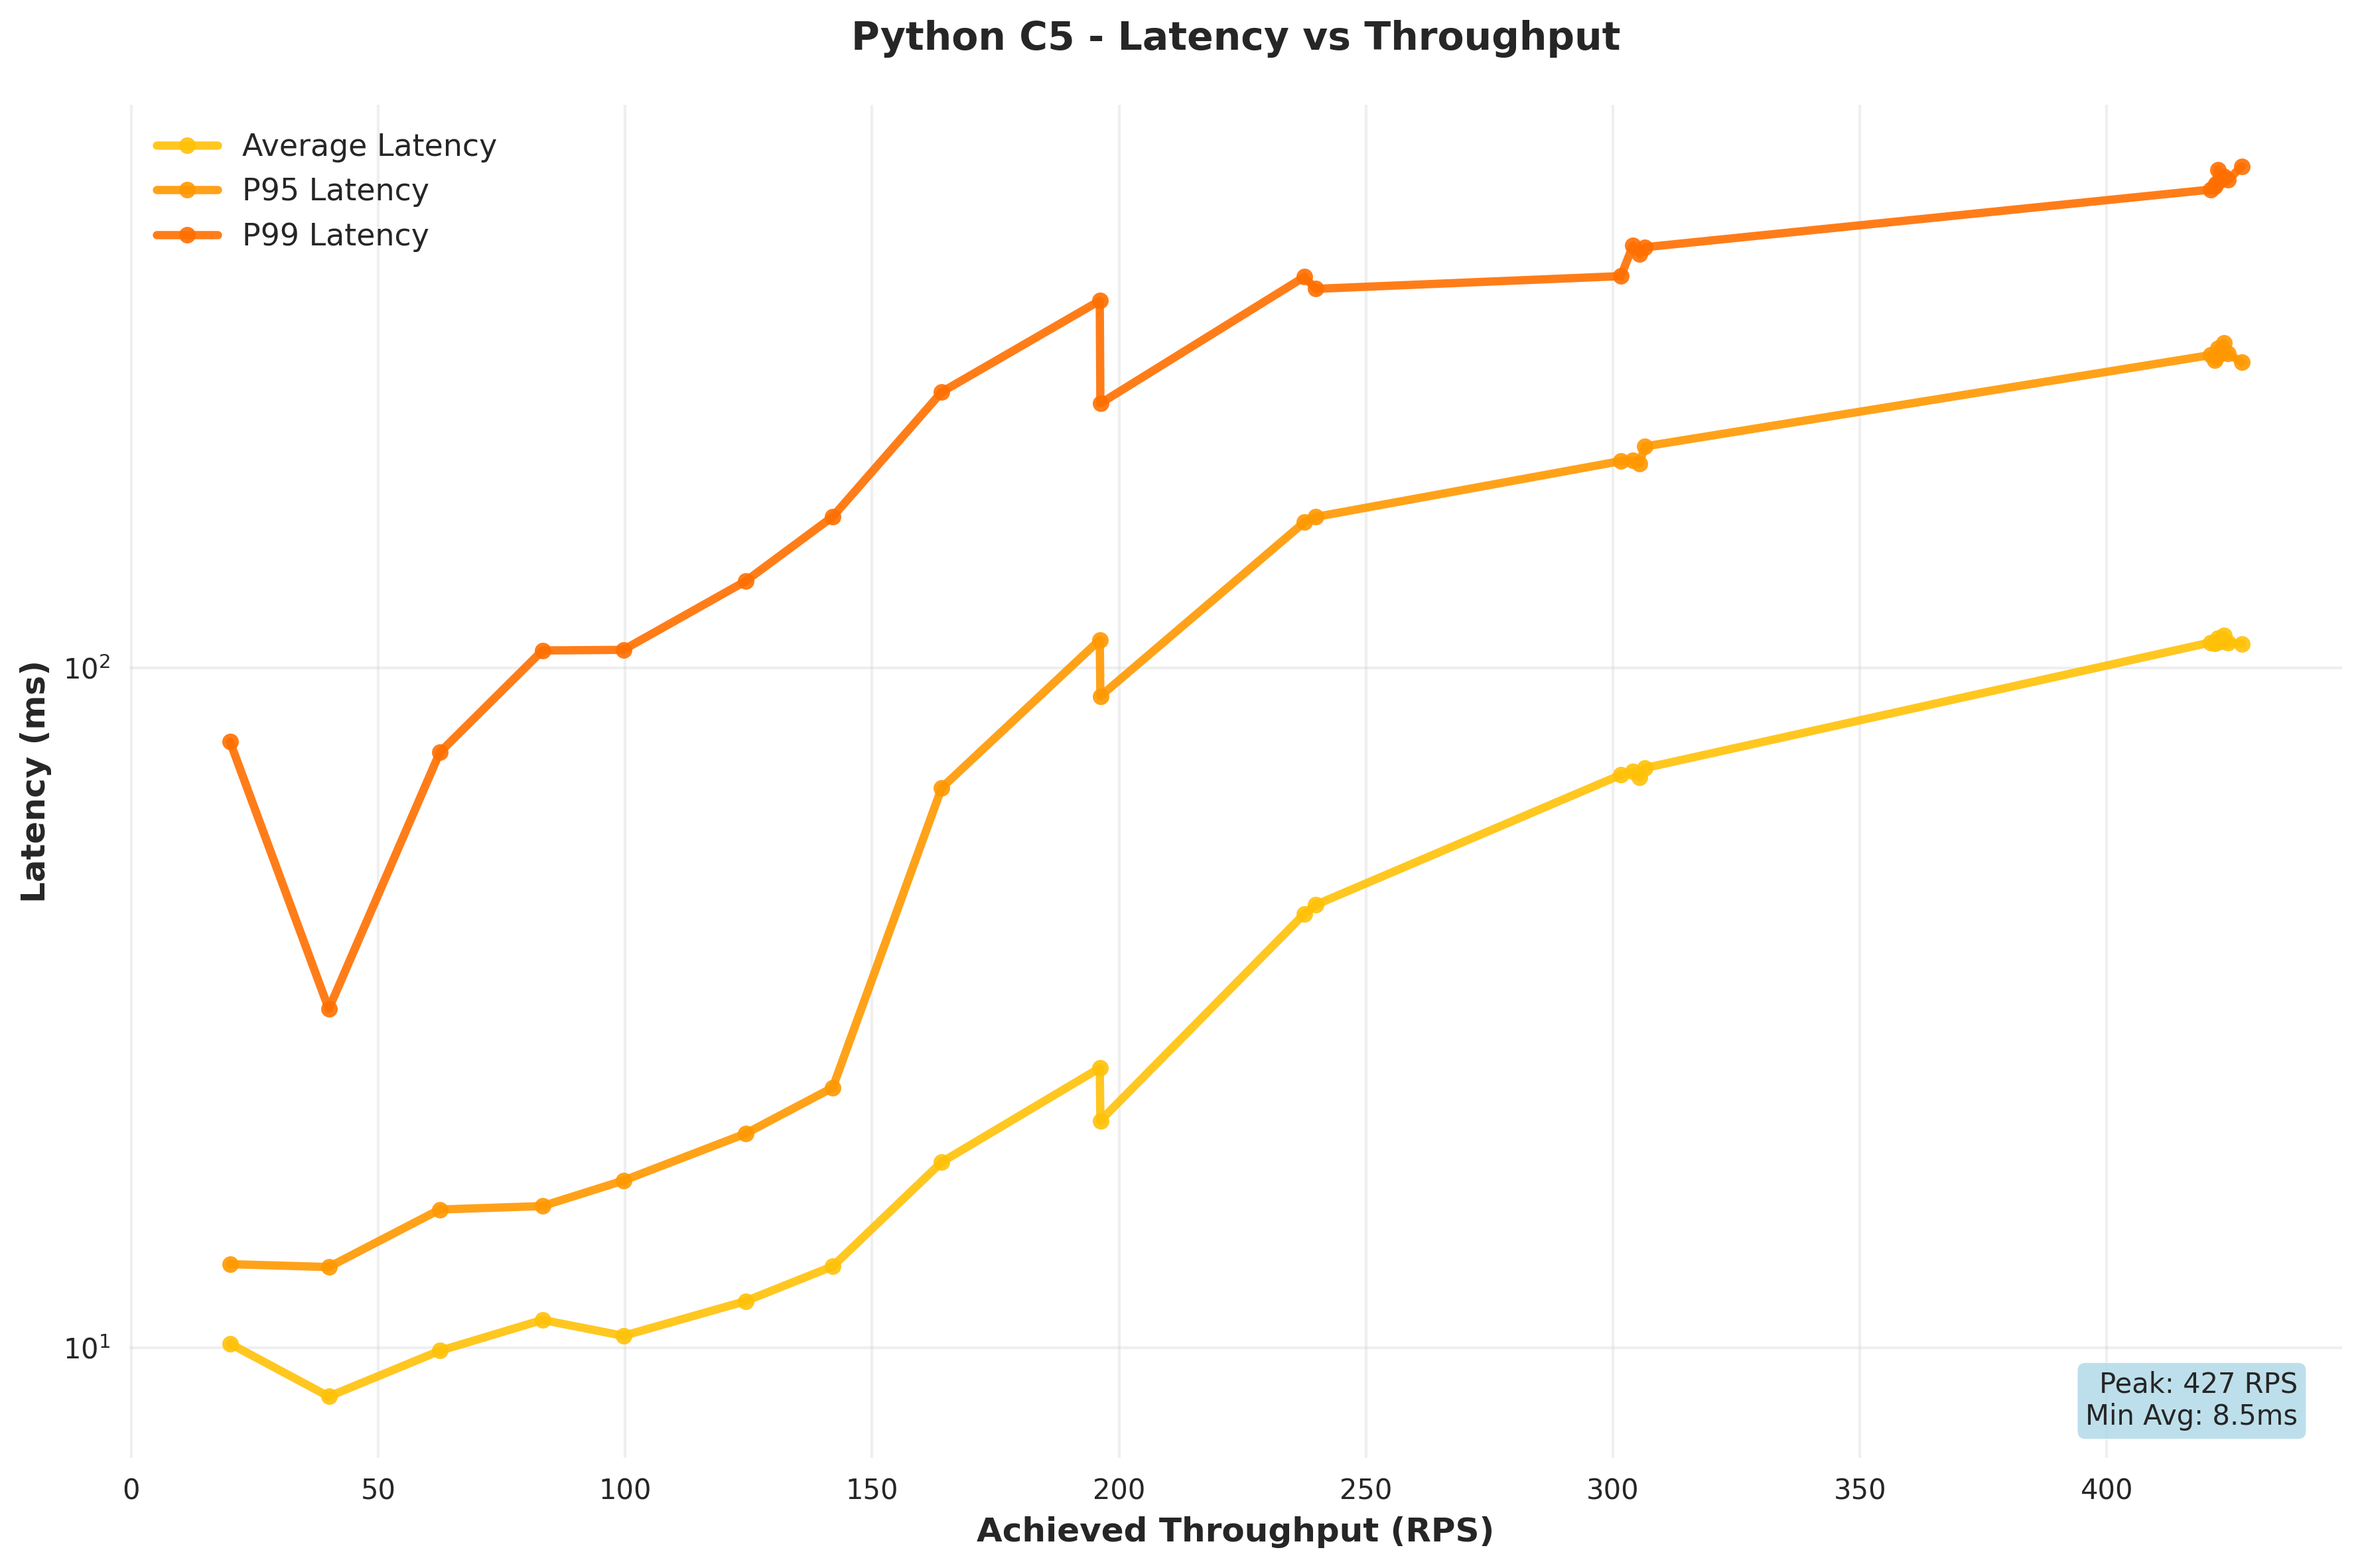 Python C5 - Latency vs Throughput
Average Latency
P95 Latency
P99 Latency
Latency (ms)
10²
10¹
Peak: 427 RPS
Min Avg: 8.5ms
0 50 100 150 200 250 300 350 400
Achieved Throughput (RPS)